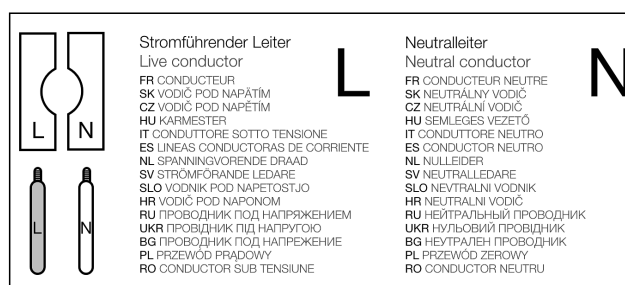 L N
L N
Stromführender Leiter
Live conductor
FR CONDUCTEUR
SK VODIČ POD NAPÄTÍM
CZ VODIČ POD NAPĚTÍM
HU KARMESTER
IT CONDUTTORE SOTTO TENSIONE
ES LINEAS CONDUCTORAS DE CORRIENTE
NL SPANNINGVORENDE DRAAD
SV STRÖMFÖRANDE LEDARE
SLO VODNIK POD NAPETOSTJO
HR VODIČ POD NAPONOM
RU ПРОВОДНИК ПОД НАПРЯЖЕНИЕМ
UKR ПРОВІДНИК ПІД НАПРУГОЮ
BG ПРОВОДНИК ПОД НАПРЕЖЕНИЕ
PL PRZEWÓD PRĄDOWY
RO CONDUCTOR SUB TENSIUNE
L
Neutralleiter
Neutral conductor
FR CONDUCTEUR NEUTRE
SK NEUTRÁLNY VODIČ
CZ NEUTRÁLNÍ VODIČ
HU SEMLEGES VEZETŐ
IT CONDUTTORE NEUTRO
ES CONDUCTOR NEUTRO
NL NULLEIDER
SV NEUTRALLEDARE
SLO NEVTRALNI VODNIK
HR NEUTRALNI VODIČ
RU НЕЙТРАЛЬНЫЙ ПРОВОДНИК
UKR НУЛЬОВИЙ ПРОВІДНИК
BG НЕУТРАЛЕН ПРОВОДНИК
PL PRZEWÓD ZEROWY
RO CONDUCTOR NEUTRU
N